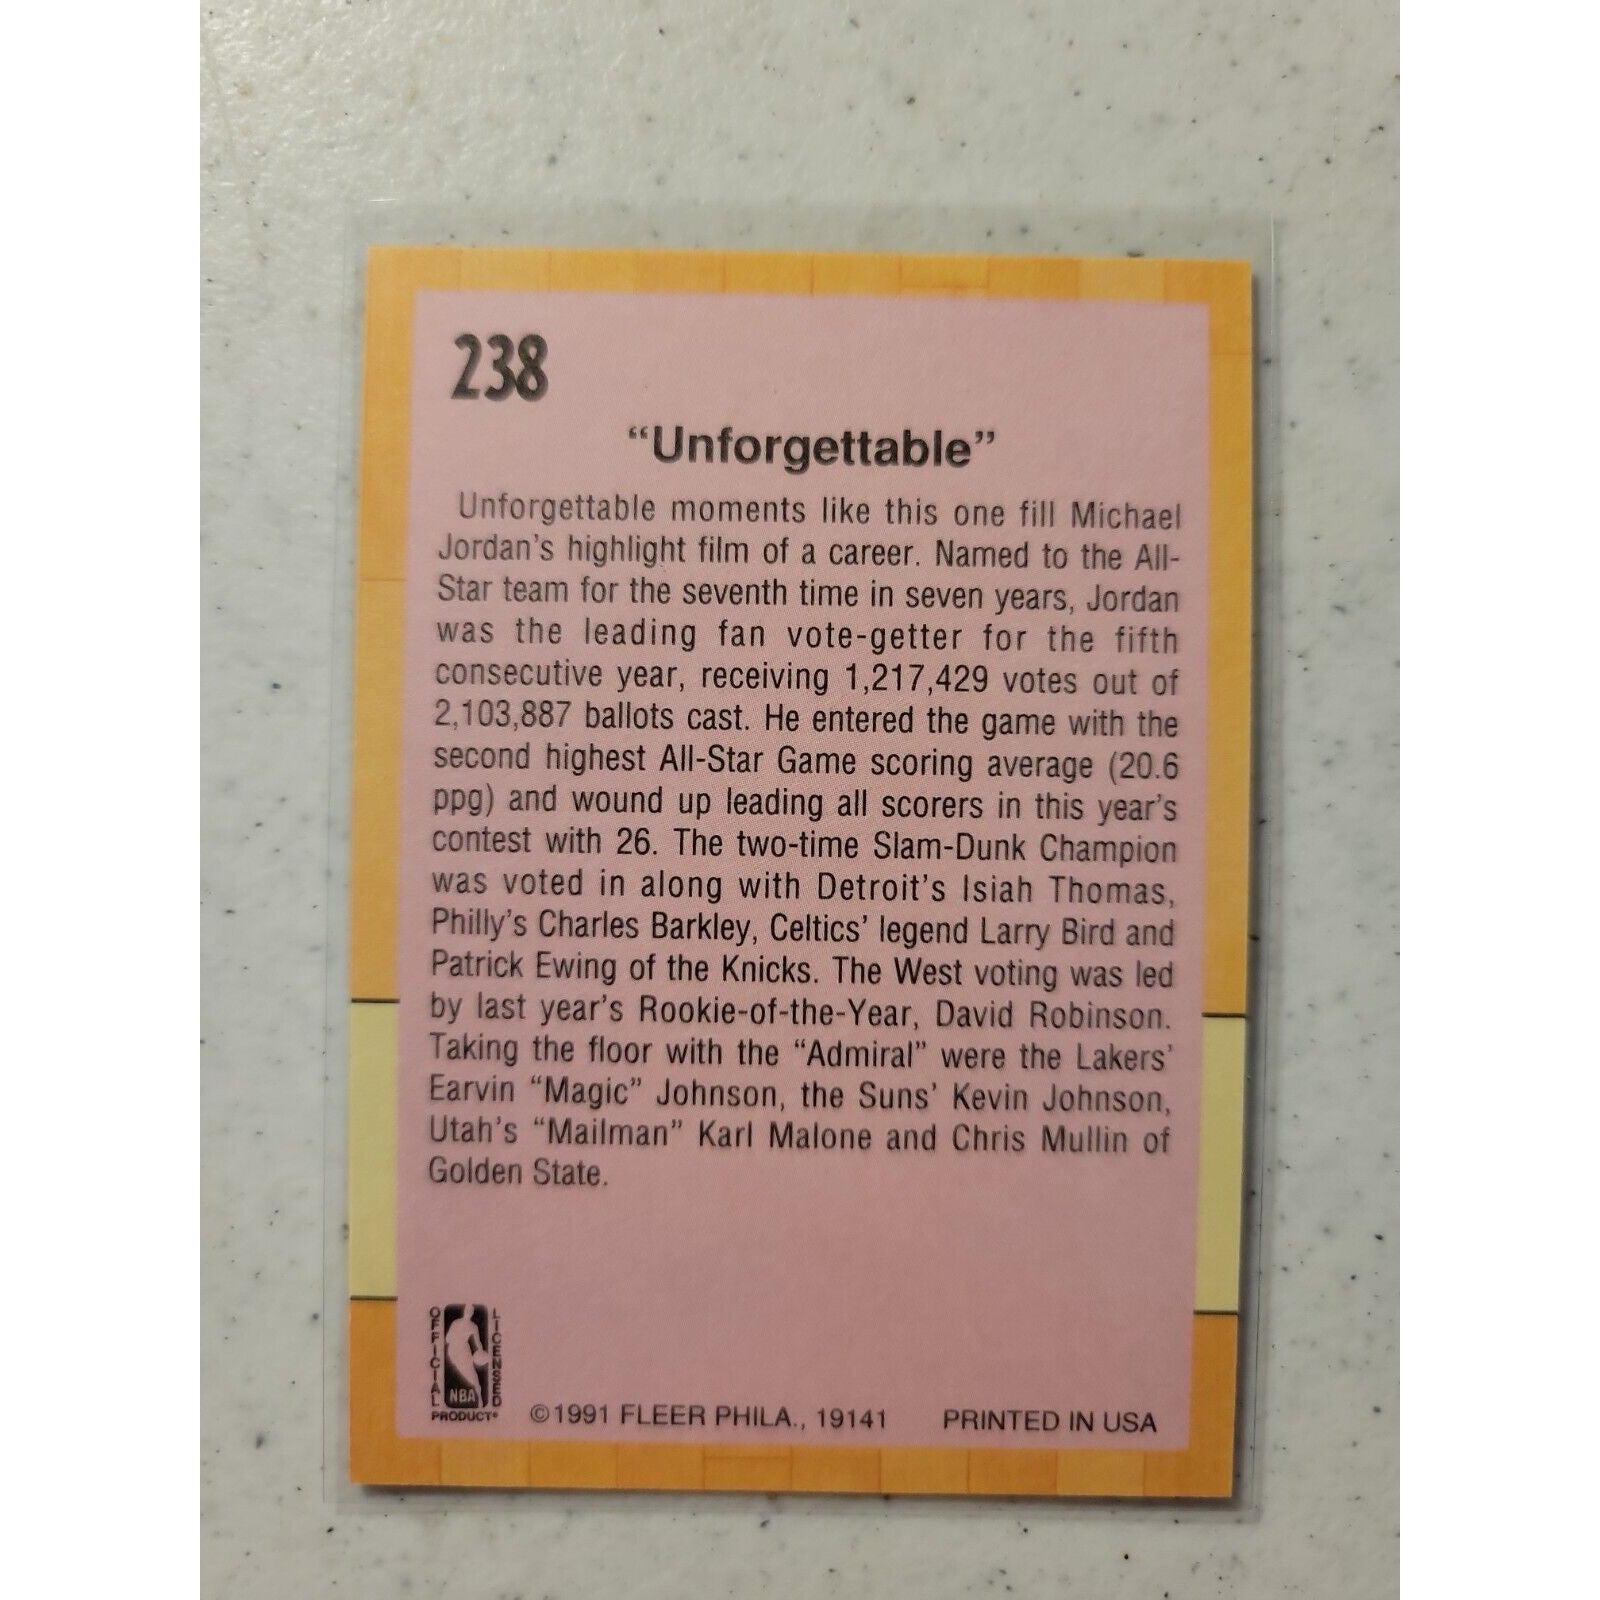 238
“Unforgettable”
Unforgettable moments like this one fill Michael
Jordan’s highlight film of a career. Named to the All-
Star team for the seventh time in seven years, Jordan
was the leading fan vote-getter for the fifth
consecutive year, receiving 1,217,429 votes out of
2,103,887 ballots cast. He entered the game with the
second highest All-Star Game scoring average (20.6
ppg) and wound up leading all scorers in this year’s
contest with 26. The two-time Slam-Dunk Champion
was voted in along with Detroit’s Isiah Thomas,
Philly’s Charles Barkley, Celtics’ legend Larry Bird and
Patrick Ewing of the Knicks. The West voting was led
by last year’s Rookie-of-the-Year, David Robinson.
Taking the floor with the “Admiral” were the Lakers’
Earvin “Magic” Johnson, the Suns’ Kevin Johnson,
Utah’s “Mailman” Karl Malone and Chris Mullin of
Golden State.
OFFICIAL
LICENSED
NBA
PRODUCT®
©1991 FLEER PHILA., 19141 PRINTED IN USA